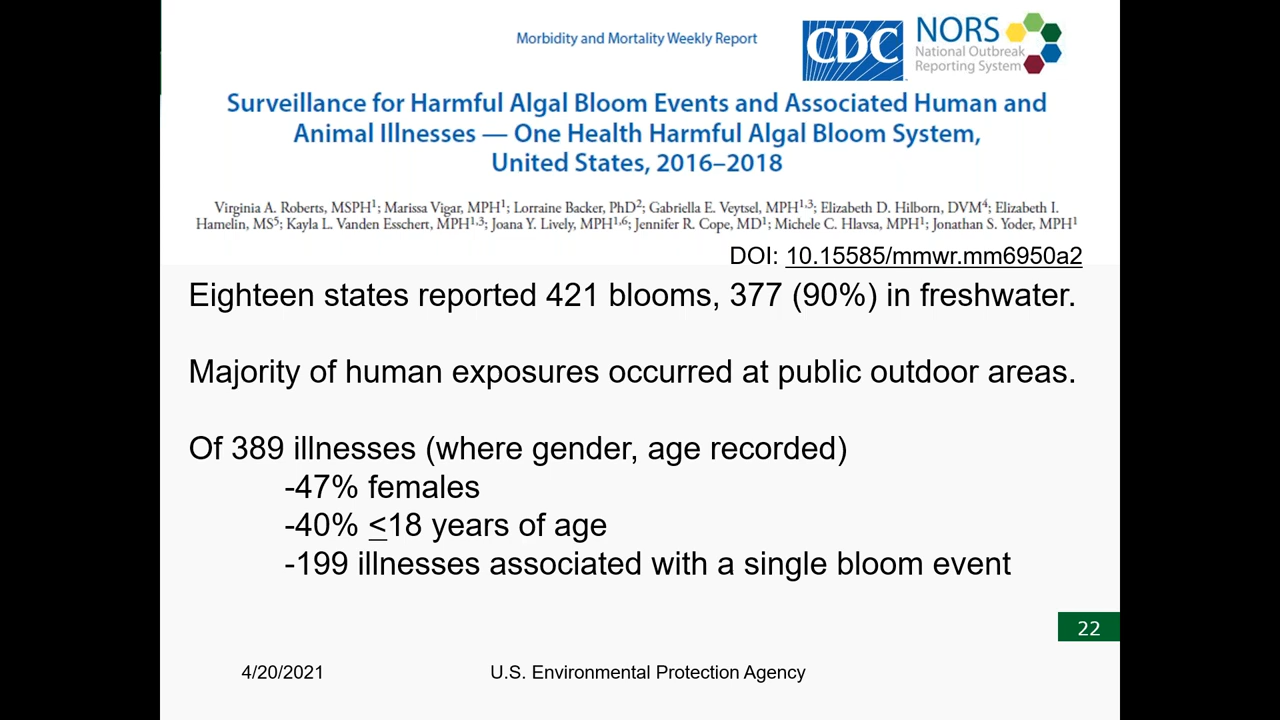 Morbidity and Mortality Weekly Report
CDC
NORS
National Outbreak
Reporting System
Surveillance for Harmful Algal Bloom Events and Associated Human and
Animal Illnesses — One Health Harmful Algal Bloom System,
United States, 2016–2018
Virginia A. Roberts, MSPH¹; Marissa Vigar, MPH¹; Lorraine Backer, PhD²; Gabriella E. Veytsel, MPH¹,³; Elizabeth D. Hilborn, DVM⁴; Elizabeth I.
Hamelin, MS⁵; Kayla L. Vanden Esschert, MPH¹,³; Joana Y. Lively, MPH¹,⁶; Jennifer R. Cope, MD¹; Michele C. Hlavsa, MPH¹; Jonathan S. Yoder, MPH¹
DOI: 10.15585/mmwr.mm6950a2
Eighteen states reported 421 blooms, 377 (90%) in freshwater.
Majority of human exposures occurred at public outdoor areas.
Of 389 illnesses (where gender, age recorded)
-47% females
-40% <18 years of age
-199 illnesses associated with a single bloom event
22
4/20/2021
U.S. Environmental Protection Agency